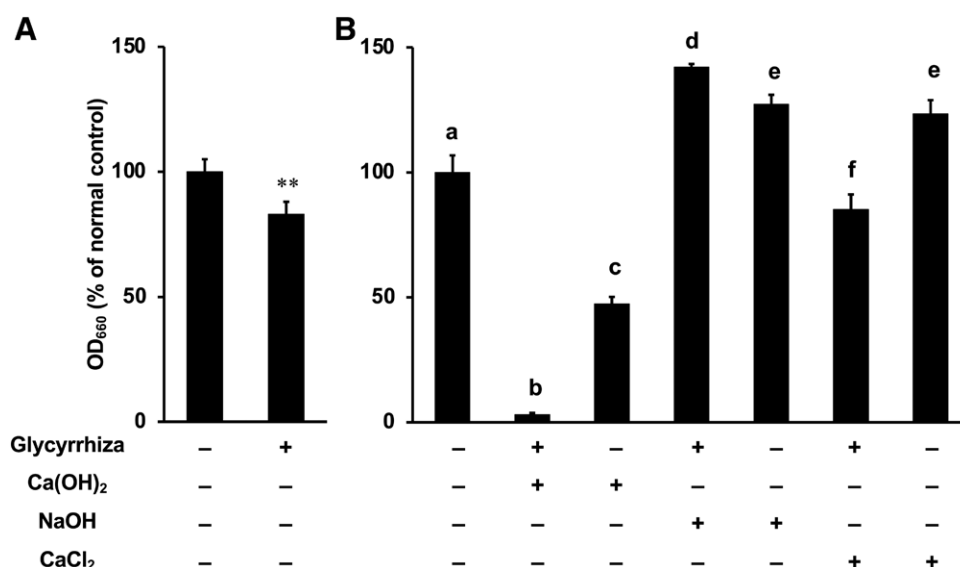 A
B
OD₆₆₀ (% of normal control)
150
100
50
0
**
150
100
50
0
a
b
c
d
e
f
e
Glycyrrhiza – + – + – + – + –
Ca(OH)₂ – – – + + – – – –
NaOH – – – – – + + – –
CaCl₂ – – – – – – – + +